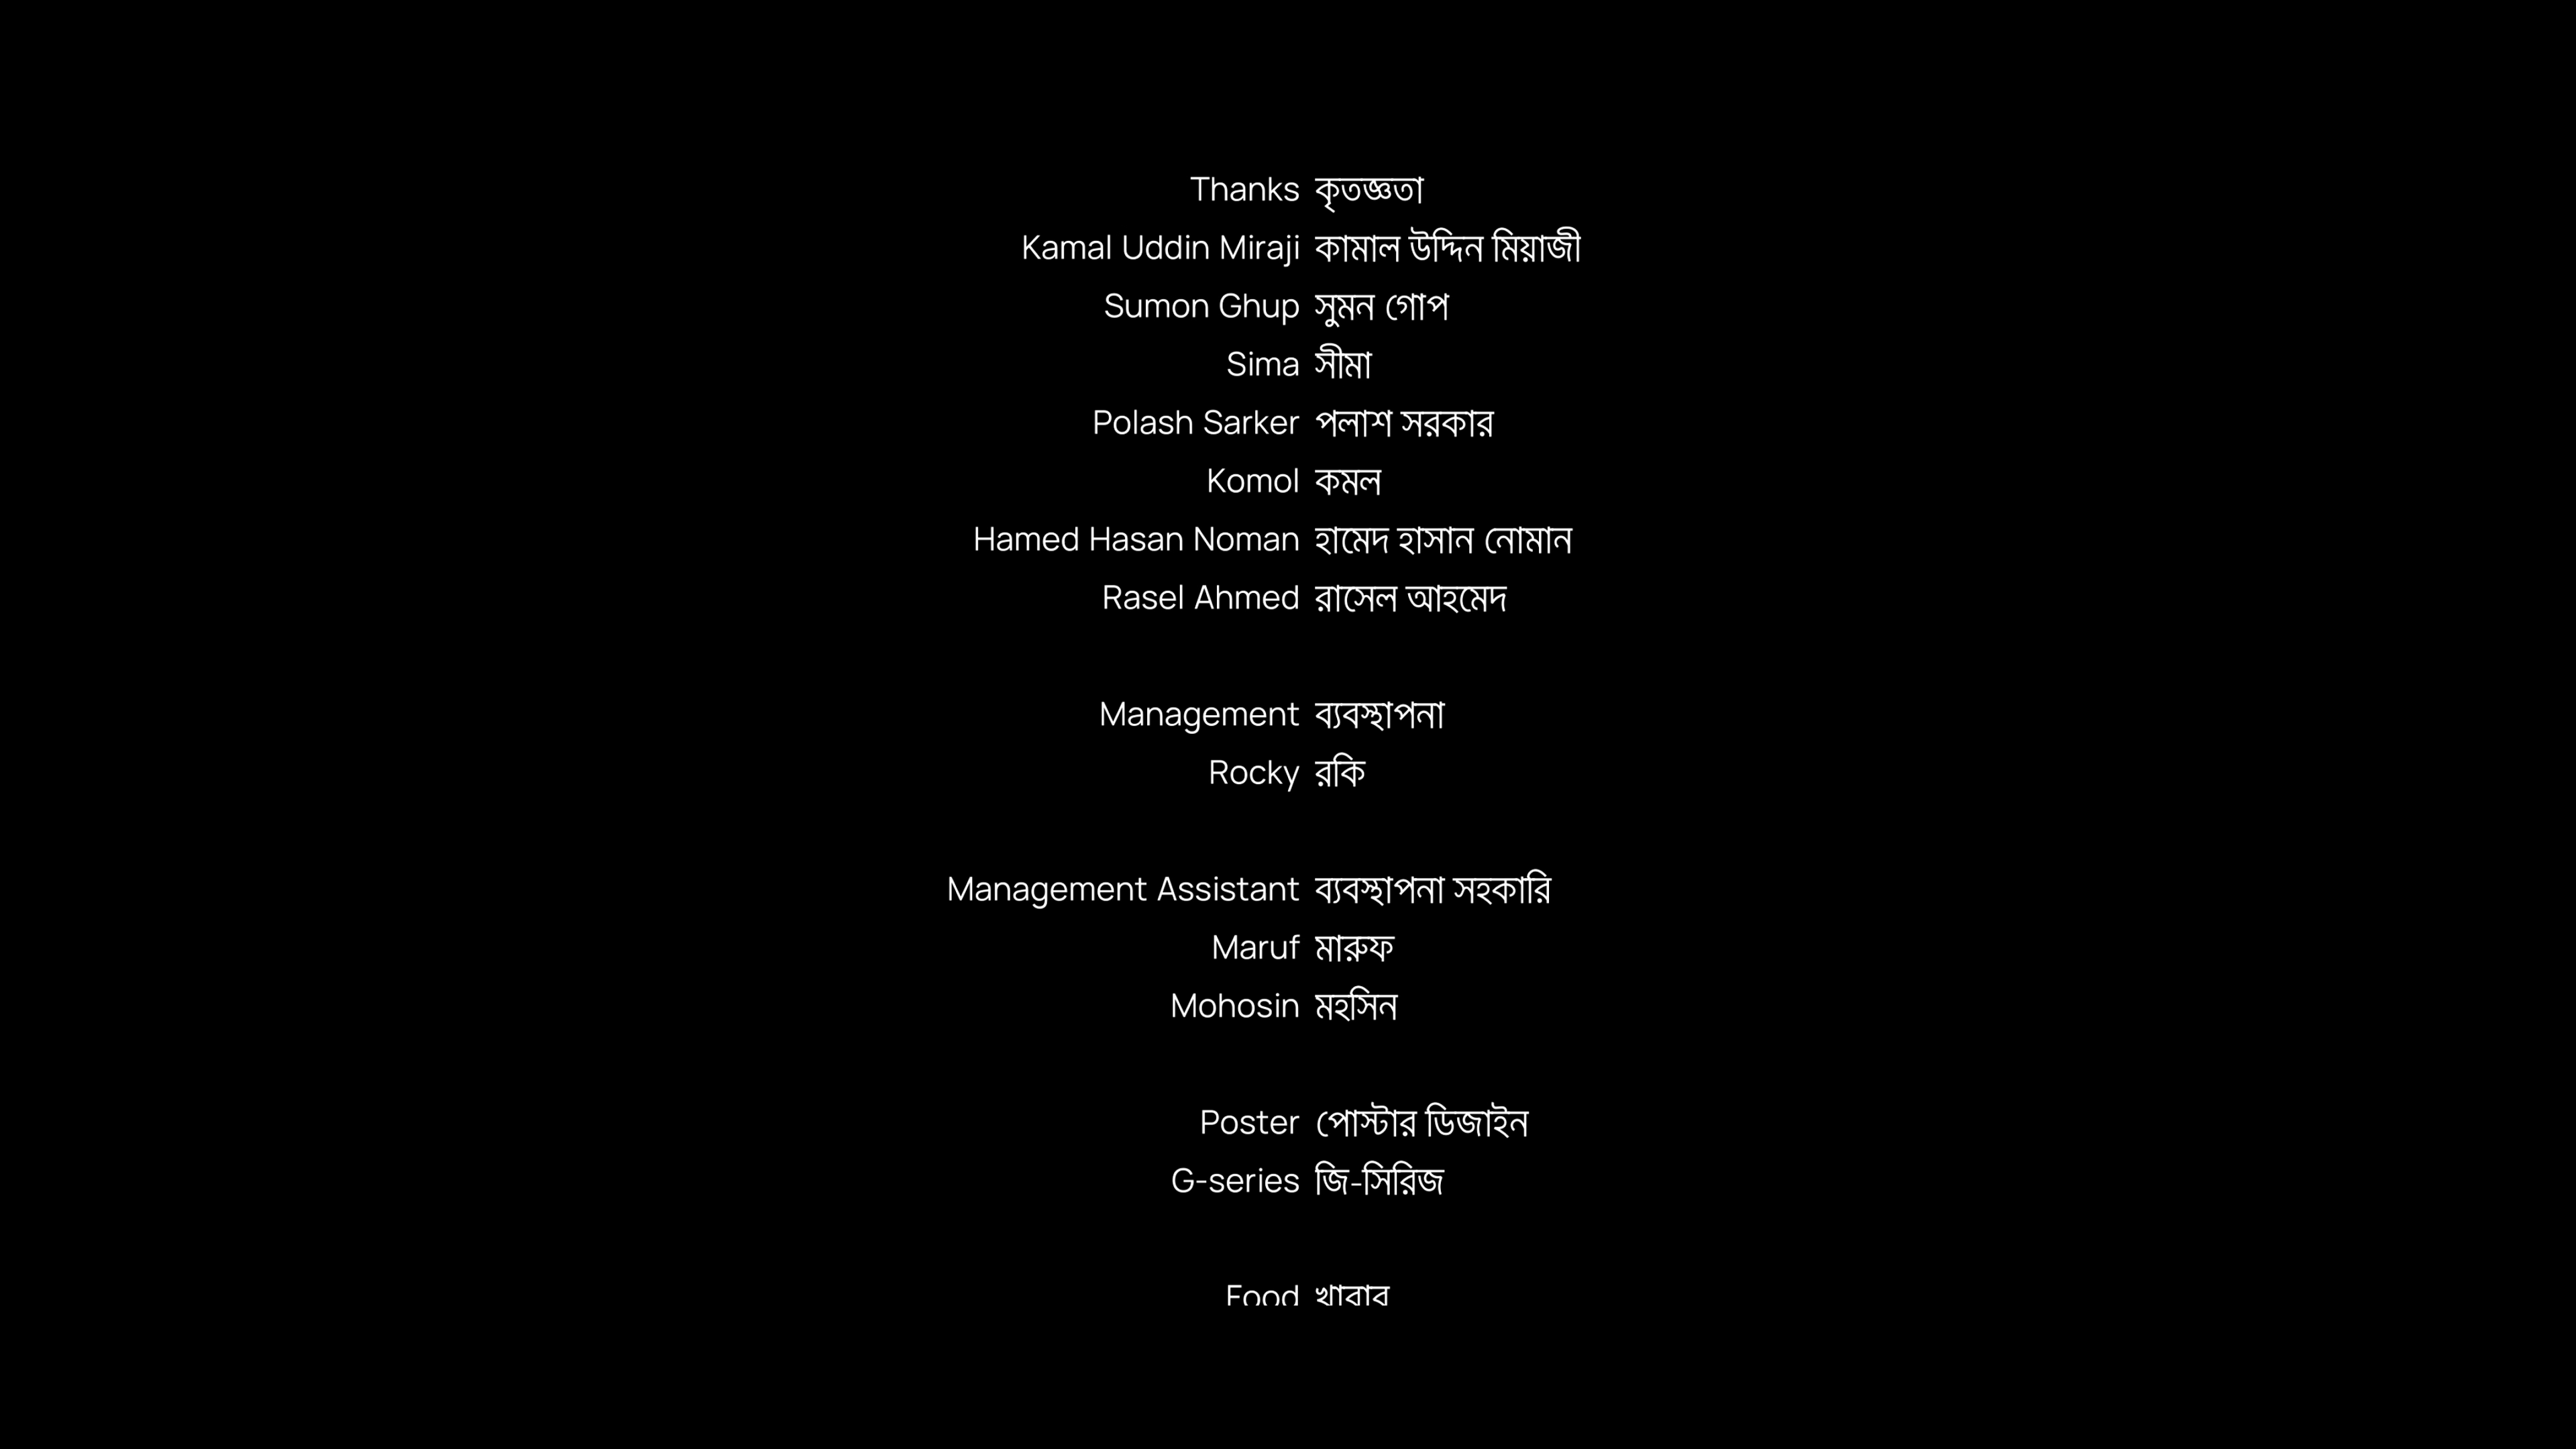 Thanks কৃতজ্ঞতা
Kamal Uddin Miraji কামাল উদ্দিন মিয়াজী
Sumon Ghup সুমন গোপ
Sima সীমা
Polash Sarker পলাশ সরকার
Komol কমল
Hamed Hasan Noman হামেদ হাসান নোমান
Rasel Ahmed রাসেল আহমেদ
Management ব্যবস্থাপনা
Rocky রকি
Management Assistant ব্যবস্থাপনা সহকারি
Maruf মারুফ
Mohosin মহসিন
Poster পোস্টার ডিজাইন
G-series জি-সিরিজ
Food খাবার